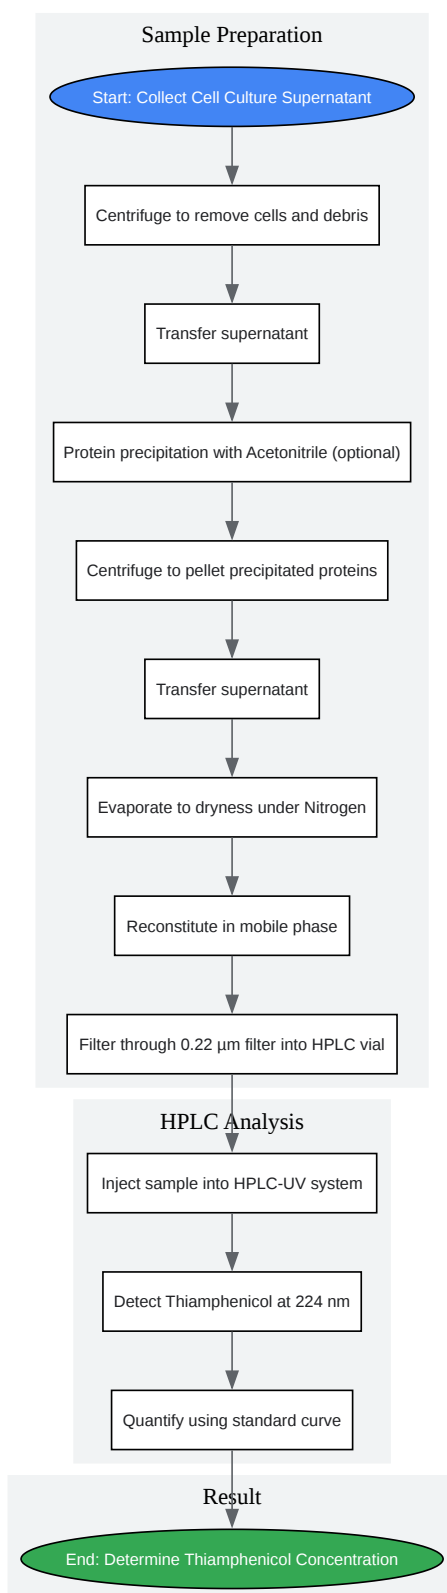 Sample Preparation
Start: Collect Cell Culture Supernatant
Centrifuge to remove cells and debris
Transfer supernatant
Protein precipitation with Acetonitrile (optional)
Centrifuge to pellet precipitated proteins
Transfer supernatant
Evaporate to dryness under Nitrogen
Reconstitute in mobile phase
Filter through 0.22 µm filter into HPLC vial
HPLC Analysis
Inject sample into HPLC-UV system
Detect Thiamphenicol at 224 nm
Quantify using standard curve
Result
End: Determine Thiamphenicol Concentration